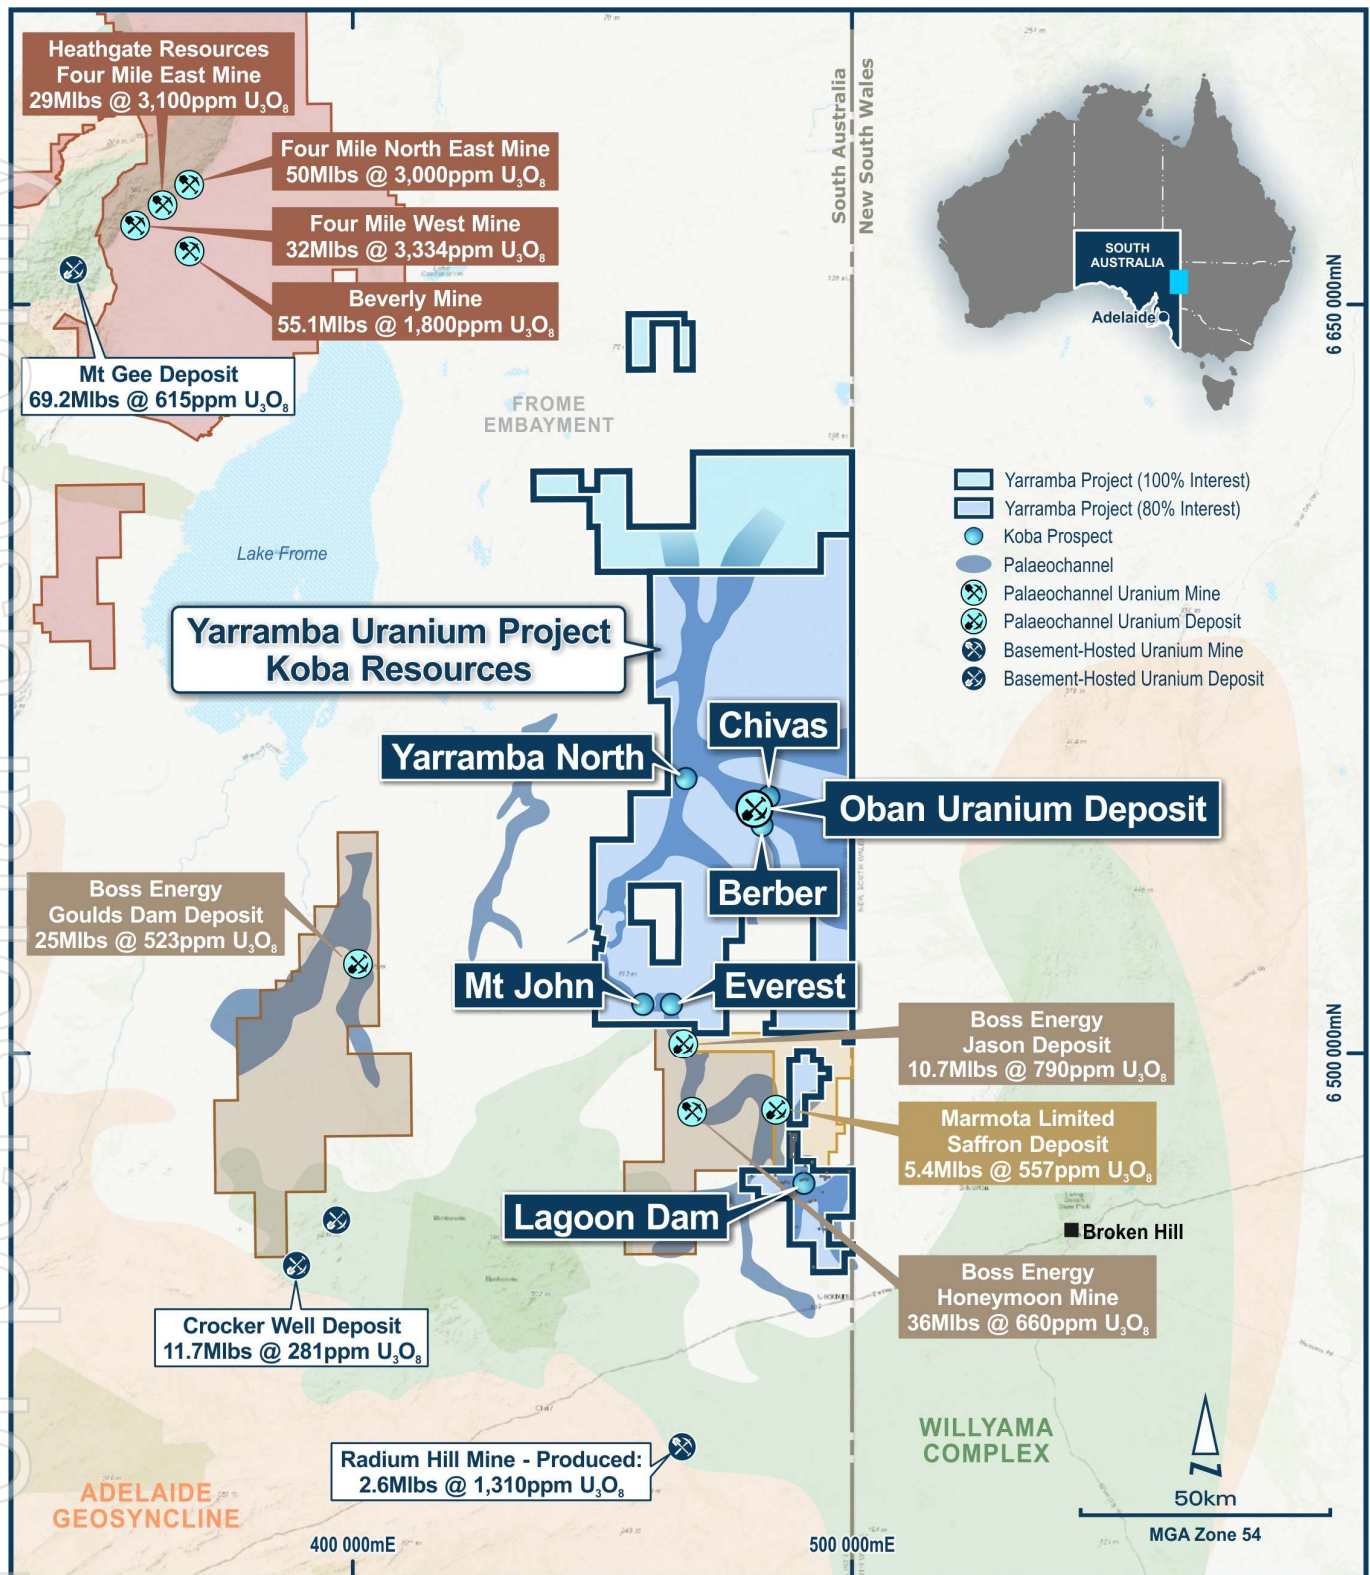 Heathgate Resources
Four Mile East Mine
29Mlbs @ 3,100ppm U₃O₈
Four Mile North East Mine
50Mlbs @ 3,000ppm U₃O₈
Four Mile West Mine
32Mlbs @ 3,334ppm U₃O₈
Beverly Mine
55.1Mlbs @ 1,800ppm U₃O₈
Mt Gee Deposit
69.2Mlbs @ 615ppm U₃O₈
South Australia
New South Wales
SOUTH
AUSTRALIA
Adelaide
6 650 000mN
FROME
EMBAYMENT
Lake Frome
Yarramba Project (100% Interest)
Yarramba Project (80% Interest)
Koba Prospect
Palaeochannel
Palaeochannel Uranium Mine
Palaeochannel Uranium Deposit
Basement-Hosted Uranium Mine
Basement-Hosted Uranium Deposit
Yarramba Uranium Project
Koba Resources
Chivas
Yarramba North
Oban Uranium Deposit
Berber
Boss Energy
Goulds Dam Deposit
25Mlbs @ 523ppm U₃O₈
Mt John
Everest
Boss Energy
Jason Deposit
10.7Mlbs @ 790ppm U₃O₈
6 500 000mN
Marmota Limited
Saffron Deposit
5.4Mlbs @ 557ppm U₃O₈
Lagoon Dam
Broken Hill
Boss Energy
Honeymoon Mine
36Mlbs @ 660ppm U₃O₈
Crocker Well Deposit
11.7Mlbs @ 281ppm U₃O₈
Radium Hill Mine - Produced:
2.6Mlbs @ 1,310ppm U₃O₈
WILLYAMA
COMPLEX
ADELAIDE
GEOSYNCLINE
N
50km
MGA Zone 54
400 000mE
500 000mE